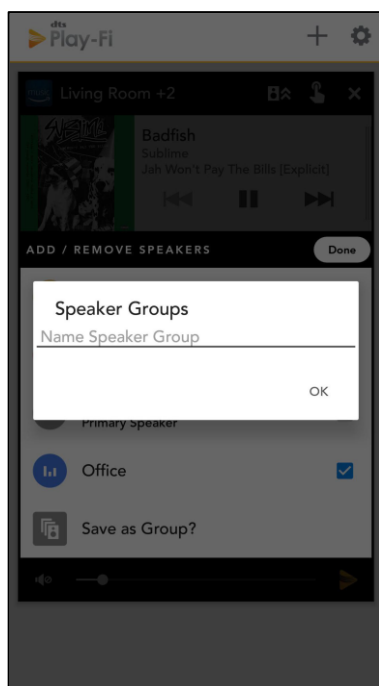 dts
Play-Fi
Living Room +2
Badfish
Sublime
Jah Won't Pay The Bills [Explicit]
ADD / REMOVE SPEAKERS
Done
Speaker Groups
Name Speaker Group
OK
Primary Speaker
Office
Save as Group?